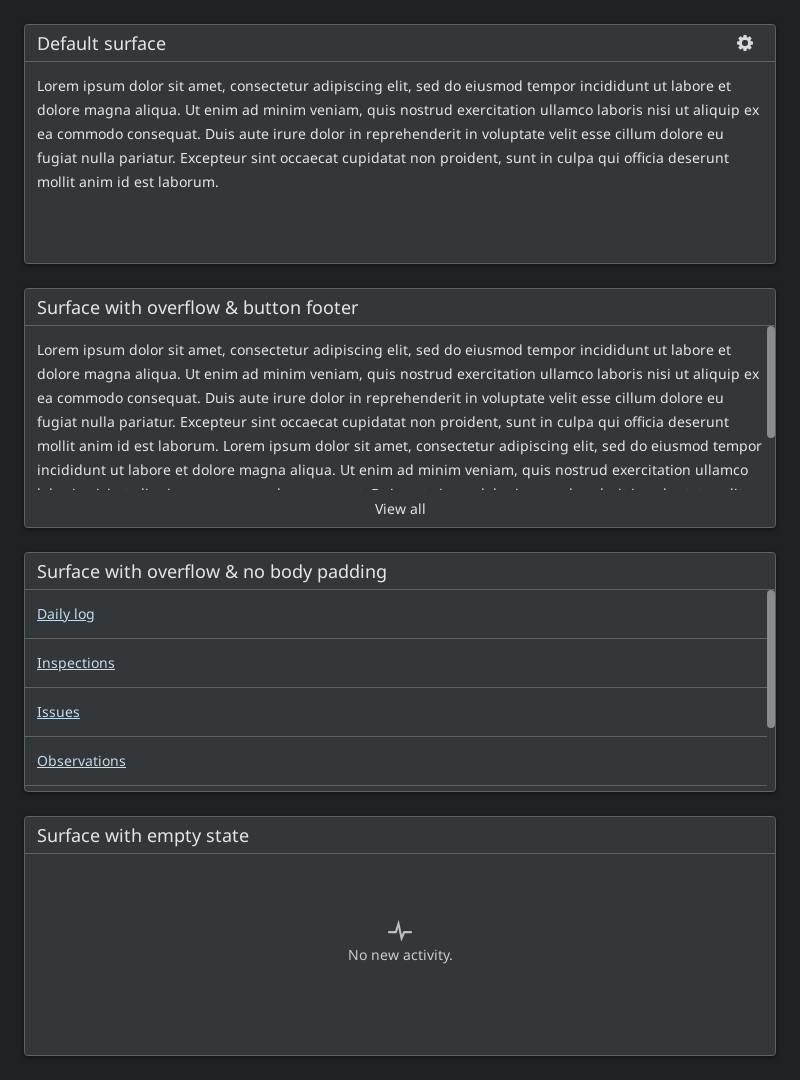 Default surface
Lorem ipsum dolor sit amet, consectetur adipiscing elit, sed do eiusmod tempor incididunt ut labore et
dolore magna aliqua. Ut enim ad minim veniam, quis nostrud exercitation ullamco laboris nisi ut aliquip ex
ea commodo consequat. Duis aute irure dolor in reprehenderit in voluptate velit esse cillum dolore eu
fugiat nulla pariatur. Excepteur sint occaecat cupidatat non proident, sunt in culpa qui officia deserunt
mollit anim id est laborum.
Surface with overflow & button footer
Lorem ipsum dolor sit amet, consectetur adipiscing elit, sed do eiusmod tempor incididunt ut labore et
dolore magna aliqua. Ut enim ad minim veniam, quis nostrud exercitation ullamco laboris nisi ut aliquip ex
ea commodo consequat. Duis aute irure dolor in reprehenderit in voluptate velit esse cillum dolore eu
fugiat nulla pariatur. Excepteur sint occaecat cupidatat non proident, sunt in culpa qui officia deserunt
mollit anim id est laborum. Lorem ipsum dolor sit amet, consectetur adipiscing elit, sed do eiusmod tempor
incididunt ut labore et dolore magna aliqua. Ut enim ad minim veniam, quis nostrud exercitation ullamco
View all
Surface with overflow & no body padding
Daily log
Inspections
Issues
Observations
Surface with empty state
No new activity.